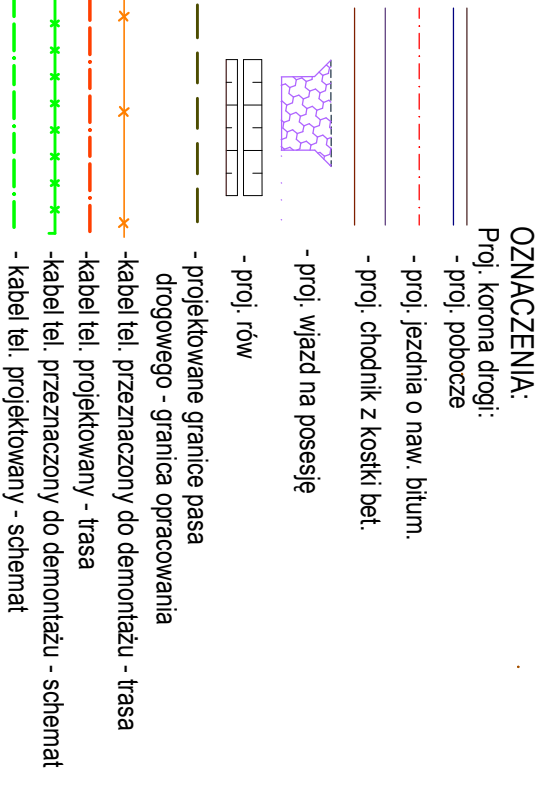 OZNACZENIA:
Proj. korona drogi:
- proj. pobocze
- proj. jezdnia o naw. bitum.
- proj. chodnik z kostki bet.
- proj. wjazd na posesję
- proj. rów
- projektowane granice pasa
drogowego - granica opracowania
-kabel tel. przeznaczony do demontażu - trasa
-kabel tel. projektowany - trasa
-kabel tel. przeznaczony do demontażu - schemat
- kabel tel. projektowany - schemat